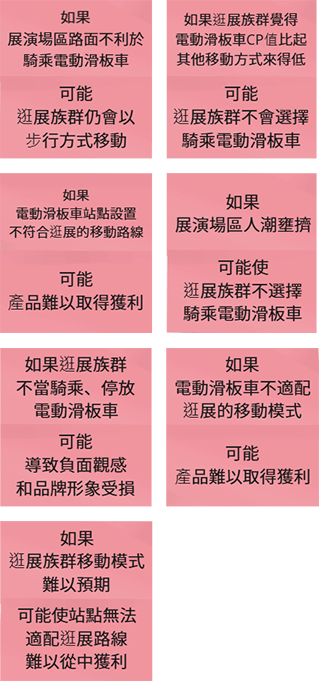 如果
展演場區路面不利於
騎乘電動滑板車
可能
逛展族群仍會以
步行方式移動
如果逛展族群覺得
電動滑板車CP值比起
其他移動方式來得低
可能
逛展族群不會選擇
騎乘電動滑板車
如果
電動滑板車站點設置
不符合逛展的移動路線
可能
產品難以取得獲利
如果
展演場區人潮壅擠
可能使
逛展族群不選擇
騎乘電動滑板車
如果逛展族群
不當騎乘、停放
電動滑板車
可能
導致負面觀感
和品牌形象受損
如果
電動滑板車不適配
逛展的移動模式
可能
產品難以取得獲利
如果
逛展族群移動模式
難以預期
可能使站點無法
適配逛展路線
難以從中獲利